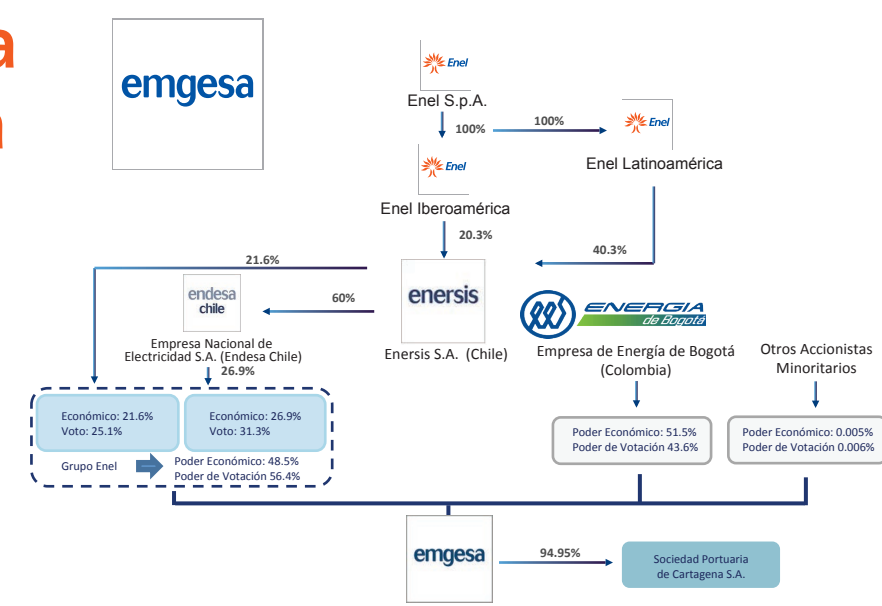 a
emgesa
Enel
Enel S.p.A.
100%
100%
Enel
Enel Latinoamérica
Enel
Enel Iberoamérica
20.3%
40.3%
21.6%
endesa
chile
60%
enersis
ENERGIA
de Bogotá
Empresa Nacional de
Electricidad S.A. (Endesa Chile)
26.9%
Enersis S.A. (Chile)
Empresa de Energía de Bogotá
(Colombia)
Otros Accionistas
Minoritarios
Económico: 21.6%
Voto: 25.1%
Económico: 26.9%
Voto: 31.3%
Grupo Enel
Poder Económico: 48.5%
Poder de Votación 56.4%
Poder Económico: 51.5%
Poder de Votación 43.6%
Poder Económico: 0.005%
Poder de Votación 0.006%
emgesa
94.95%
Sociedad Portuaria
de Cartagena S.A.